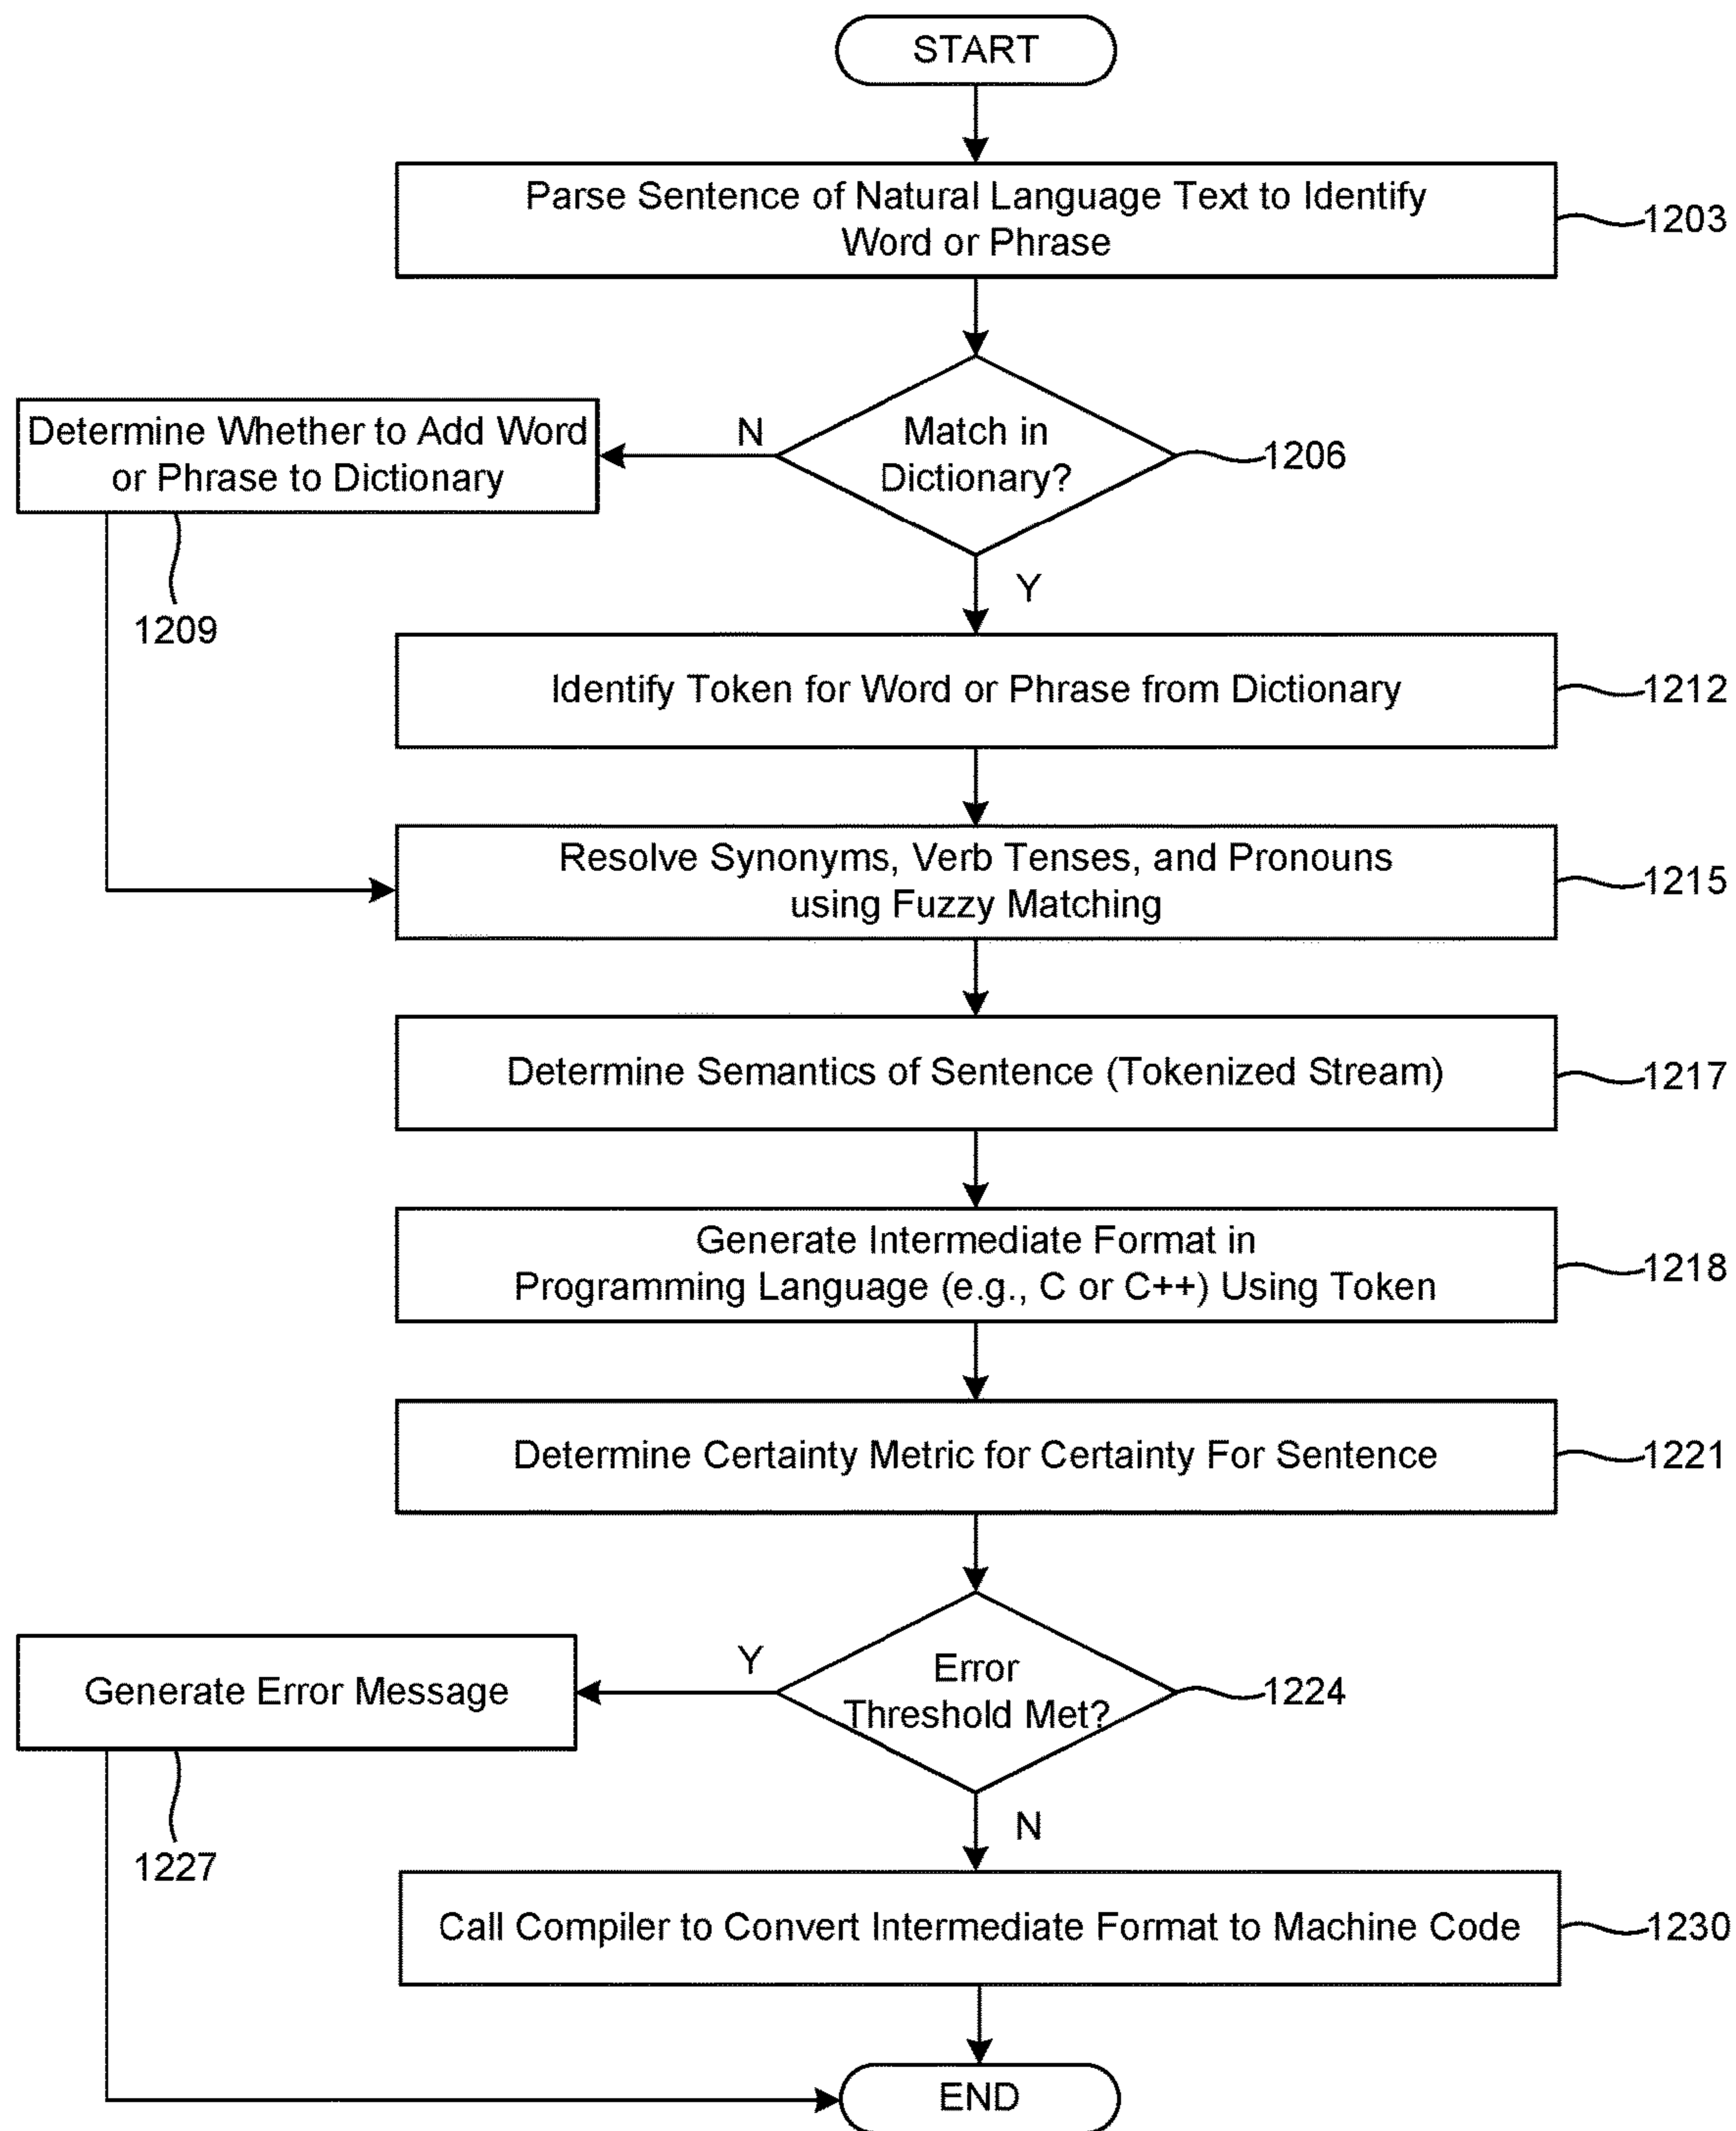 START
Parse Sentence of Natural Language Text to Identify
Word or Phrase
1203
Determine Whether to Add Word
or Phrase to Dictionary
N
Match in
Dictionary?
1206
1209
Y
Identify Token for Word or Phrase from Dictionary
1212
Resolve Synonyms, Verb Tenses, and Pronouns
using Fuzzy Matching
1215
Determine Semantics of Sentence (Tokenized Stream)
1217
Generate Intermediate Format in
Programming Language (e.g., C or C++) Using Token
1218
Determine Certainty Metric for Certainty For Sentence
1221
Generate Error Message
Y
Error
Threshold Met?
1224
1227
N
Call Compiler to Convert Intermediate Format to Machine Code
1230
END